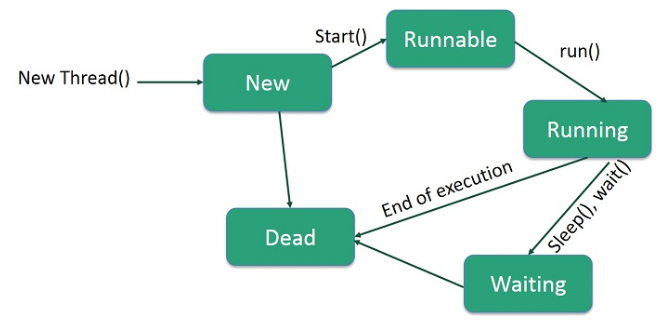 Start()
Runnable
run()
New Thread()
New
Running
End of execution
Sleep(), wait()
Dead
Waiting